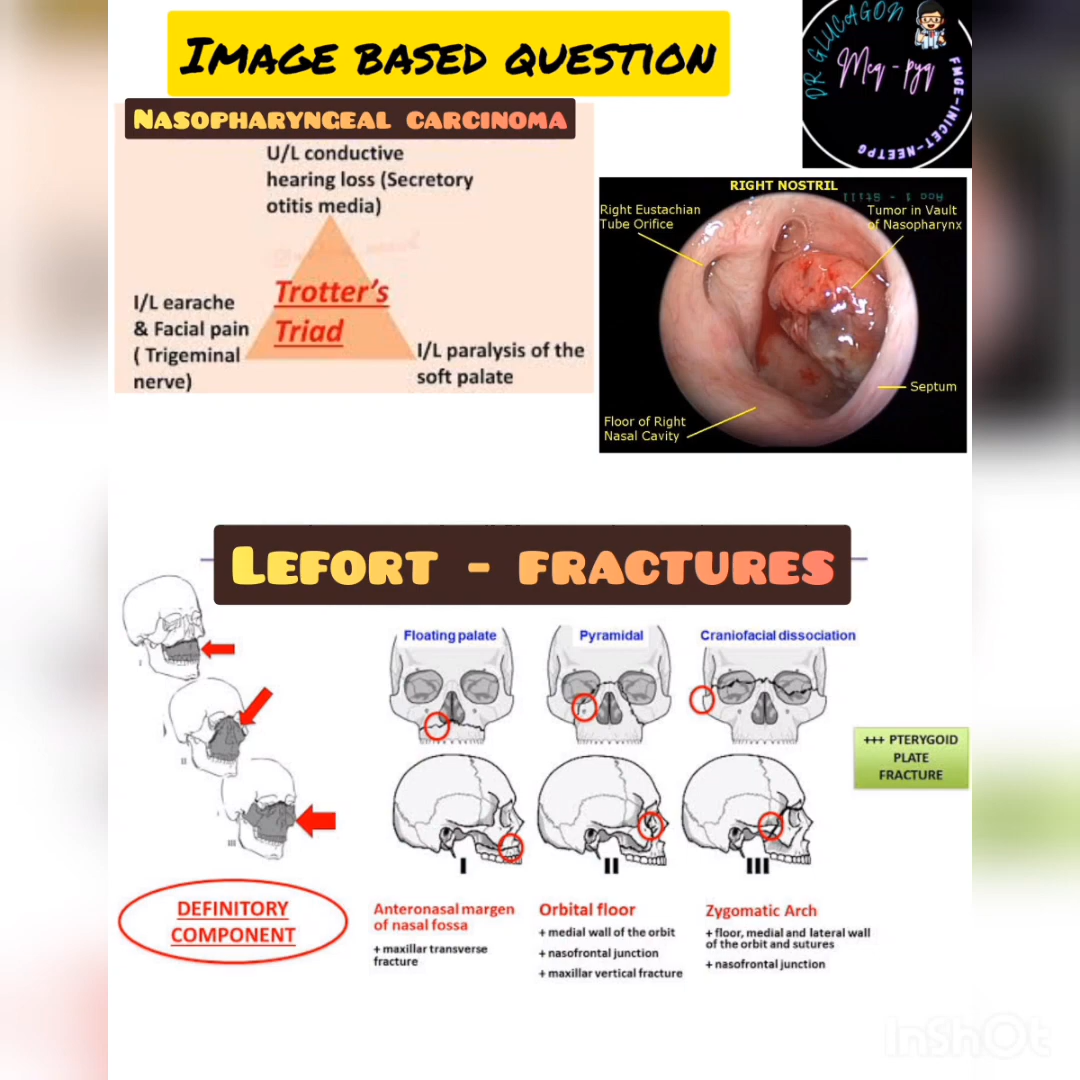 IMAGE BASED QUESTION
DR GLUCAGON
Mcq - pyq
FMGE-INICET-NEETPG
NASOPHARYNGEAL CARCINOMA
U/L conductive
hearing loss (Secretory
otitis media)
Trotter's
Triad
I/L earache
& Facial pain
( Trigeminal
nerve)
I/L paralysis of the
soft palate
RIGHT NOSTRIL
Right Eustachian
Tube Orifice
Tumor in Vault
of Nasopharynx
Septum
Floor of Right
Nasal Cavity
LEFORT - FRACTURES
I
II
III
Floating palate
Pyramidal
Craniofacial dissociation
+++ PTERYGOID
PLATE
FRACTURE
I
II
III
DEFINITORY
COMPONENT
Anteronasal margen
of nasal fossa
+ maxillar transverse
fracture
Orbital floor
+ medial wall of the orbit
+ nasofrontal junction
+ maxillar vertical fracture
Zygomatic Arch
+ floor, medial and lateral wall
of the orbit and sutures
+ nasofrontal junction
InShOt